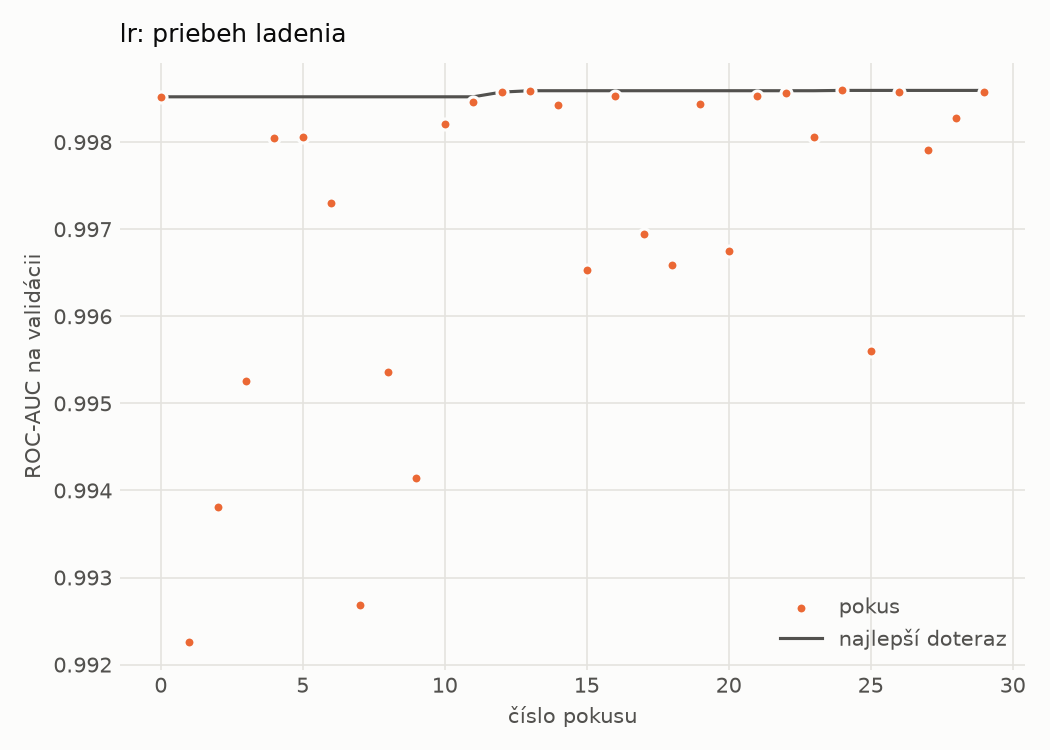 lr: priebeh ladenia
ROC-AUC na validácii
0.998
0.997
0.996
0.995
0.994
0.993
0.992
pokus
najlepší doteraz
0 5 10 15 20 25 30
číslo pokusu